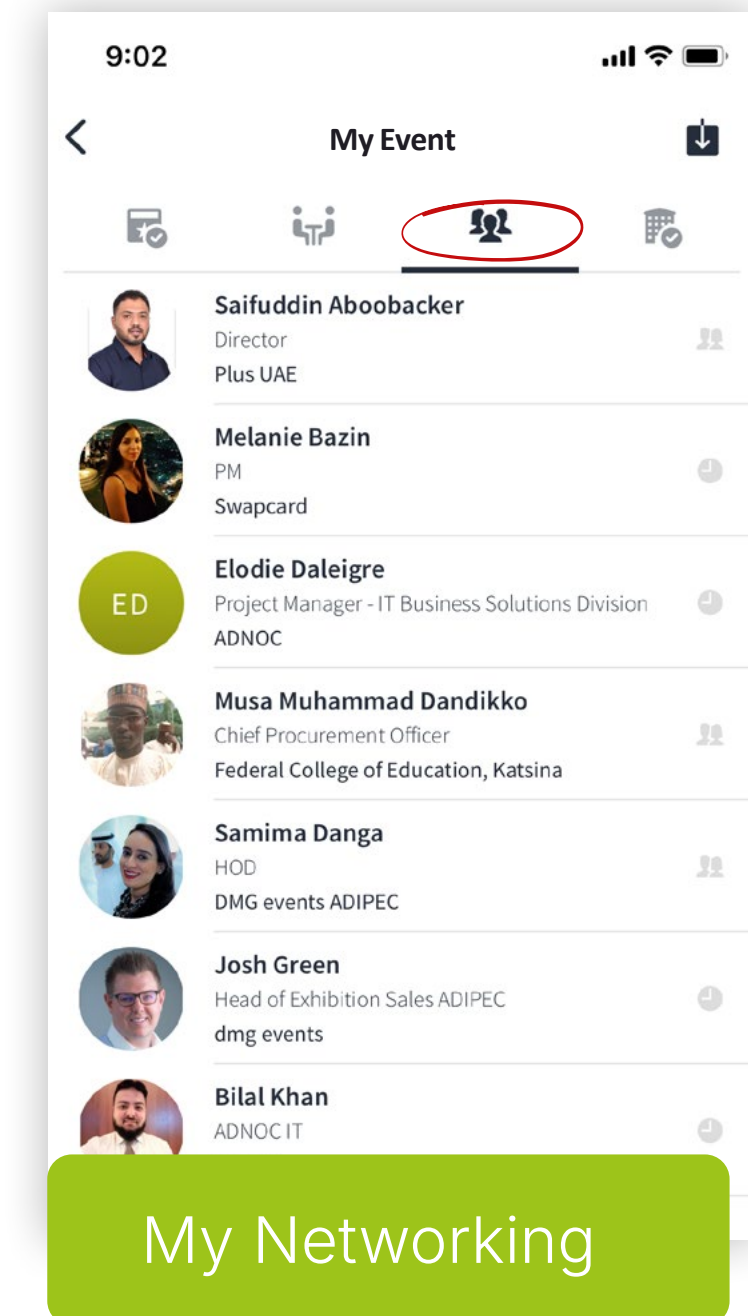 9:02
My Event
Saifuddin Aboobacker
Director
Plus UAE
Melanie Bazin
PM
Swapcard
ED
Elodie Daleigre
Project Manager - IT Business Solutions Division
ADNOC
Musa Muhammad Dandikko
Chief Procurement Officer
Federal College of Education, Katsina
Samima Danga
HOD
DMG events ADIPEC
Josh Green
Head of Exhibition Sales ADIPEC
dmg events
Bilal Khan
ADNOC IT
My Networking